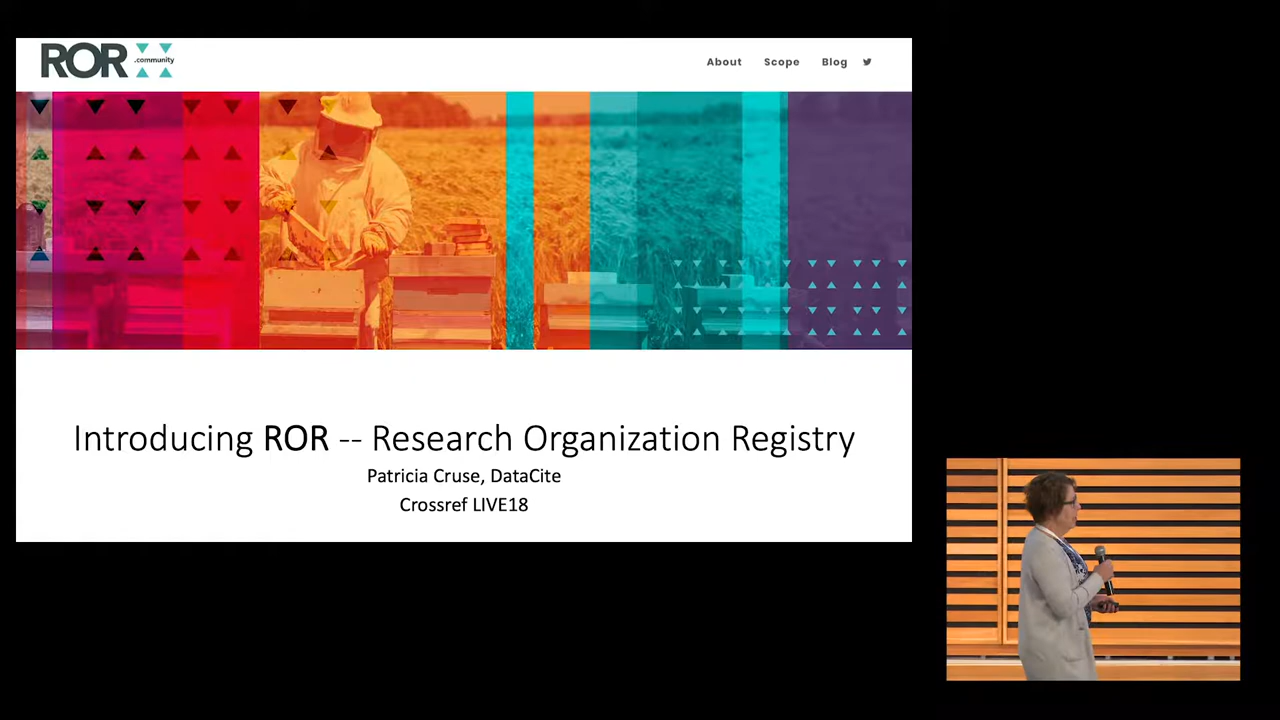 ROR .community
About Scope Blog
Introducing ROR -- Research Organization Registry
Patricia Cruse, DataCite
Crossref LIVE18